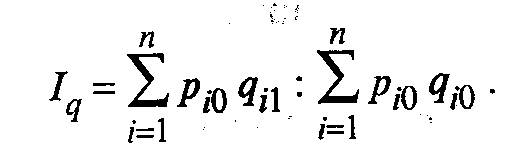 I_q = \sum_{i=1}^{n} p_{i0} q_{i1} : \sum_{i=1}^{n} p_{i0} q_{i0} .